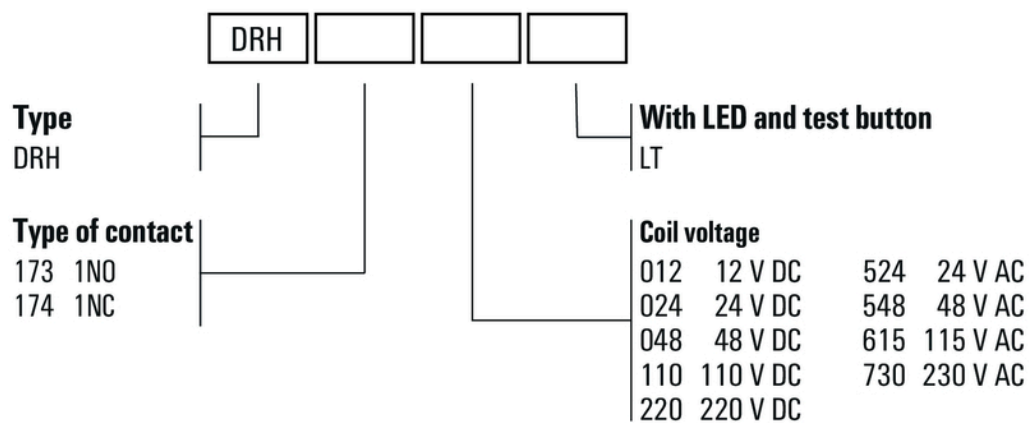 DRH
Type
DRH
With LED and test button
LT
Type of contact
173 1NO
174 1NC
Coil voltage
012 12 V DC 524 24 V AC
024 24 V DC 548 48 V AC
048 48 V DC 615 115 V AC
110 110 V DC 730 230 V AC
220 220 V DC